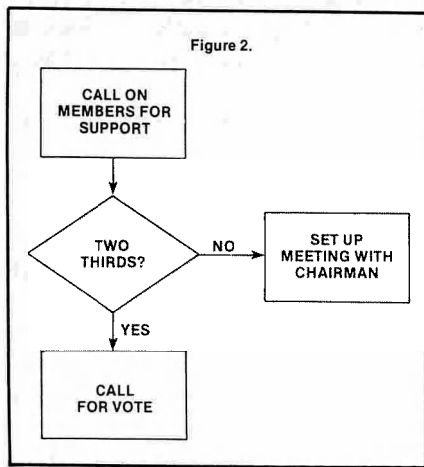 Figure 2.
CALL ON
MEMBERS FOR
SUPPORT
TWO
THIRDS?
NO
SET UP
MEETING WITH
CHAIRMAN
YES
CALL
FOR VOTE